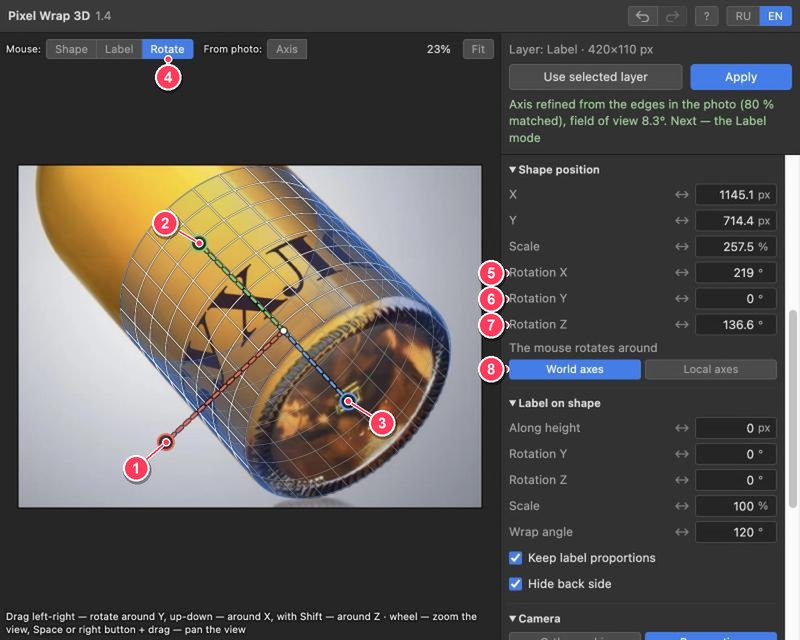 Pixel Wrap 3D 1.4
? RU EN
Mouse: Shape Label Rotate From photo: Axis 23% Fit
4
Layer: Label · 420×110 px
Use selected layer Apply
Axis refined from the edges in the photo (80 %
matched), field of view 8.3°. Next — the Label
mode
Shape position
X 1145.1 px
Y 714.4 px
Scale 257.5 %
5 Rotation X 219 °
6 Rotation Y 0 °
7 Rotation Z 136.6 °
The mouse rotates around
8 World axes Local axes
Label on shape
Along height 0 px
Rotation Y 0 °
Rotation Z 0 °
Scale 100 %
Wrap angle 120 °
Keep label proportions
Hide back side
Camera
2
3
1
Drag left-right — rotate around Y, up-down — around X, with Shift — around Z · wheel — zoom the
view, Space or right button + drag — pan the view